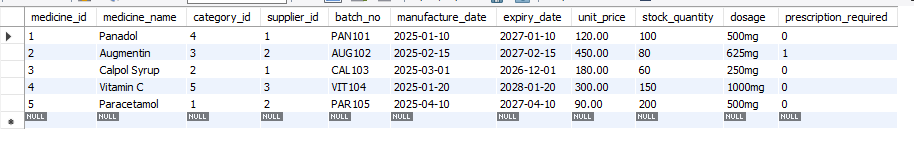 medicine_id medicine_name category_id supplier_id batch_no manufacture_date expiry_date unit_price stock_quantity dosage prescription_required
1 Panadol 4 1 PAN101 2025-01-10 2027-01-10 120.00 100 500mg 0
2 Augmentin 3 2 AUG102 2025-02-15 2027-02-15 450.00 80 625mg 1
3 Calpol Syrup 2 1 CAL103 2025-03-01 2026-12-01 180.00 60 250mg 0
4 Vitamin C 5 3 VIT104 2025-01-20 2028-01-20 300.00 150 1000mg 0
5 Paracetamol 1 2 PAR105 2025-04-10 2027-04-10 90.00 200 500mg 0
NULL NULL NULL NULL NULL NULL NULL NULL NULL NULL NULL